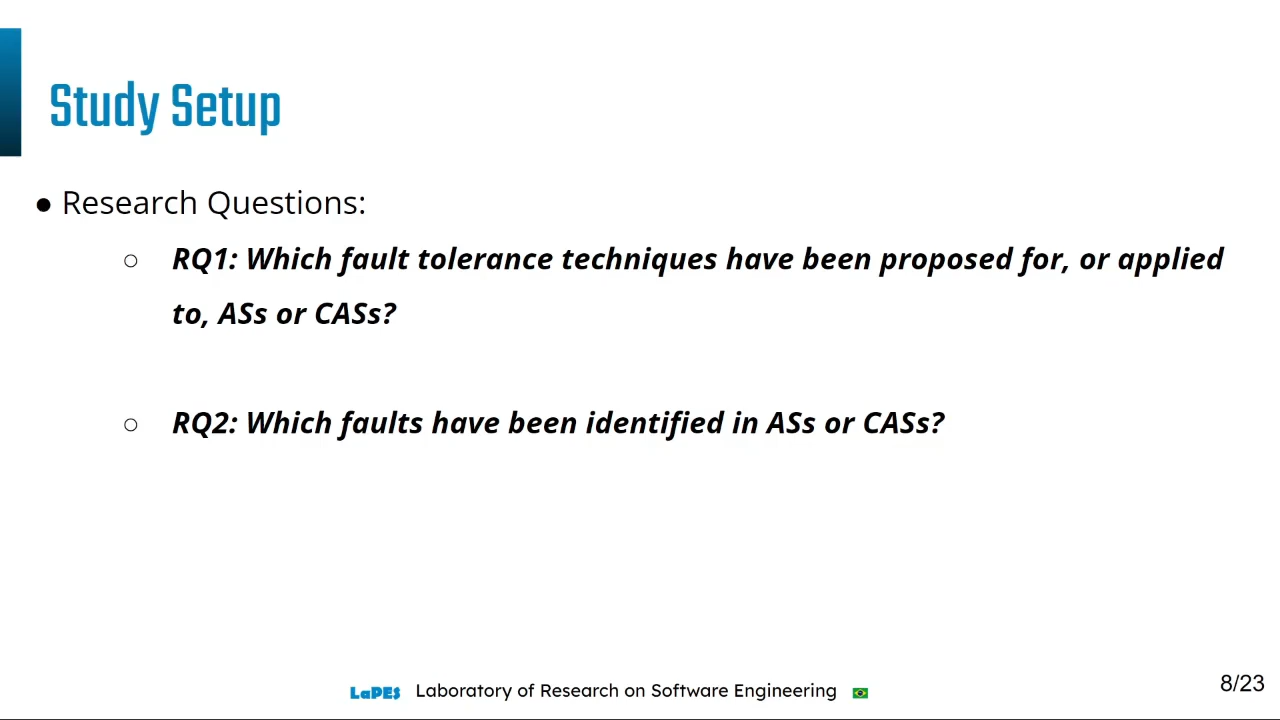 Study Setup
● Research Questions:
○ RQ1: Which fault tolerance techniques have been proposed for, or applied
to, ASs or CASs?
○ RQ2: Which faults have been identified in ASs or CASs?
LaPES Laboratory of Research on Software Engineering
8/23